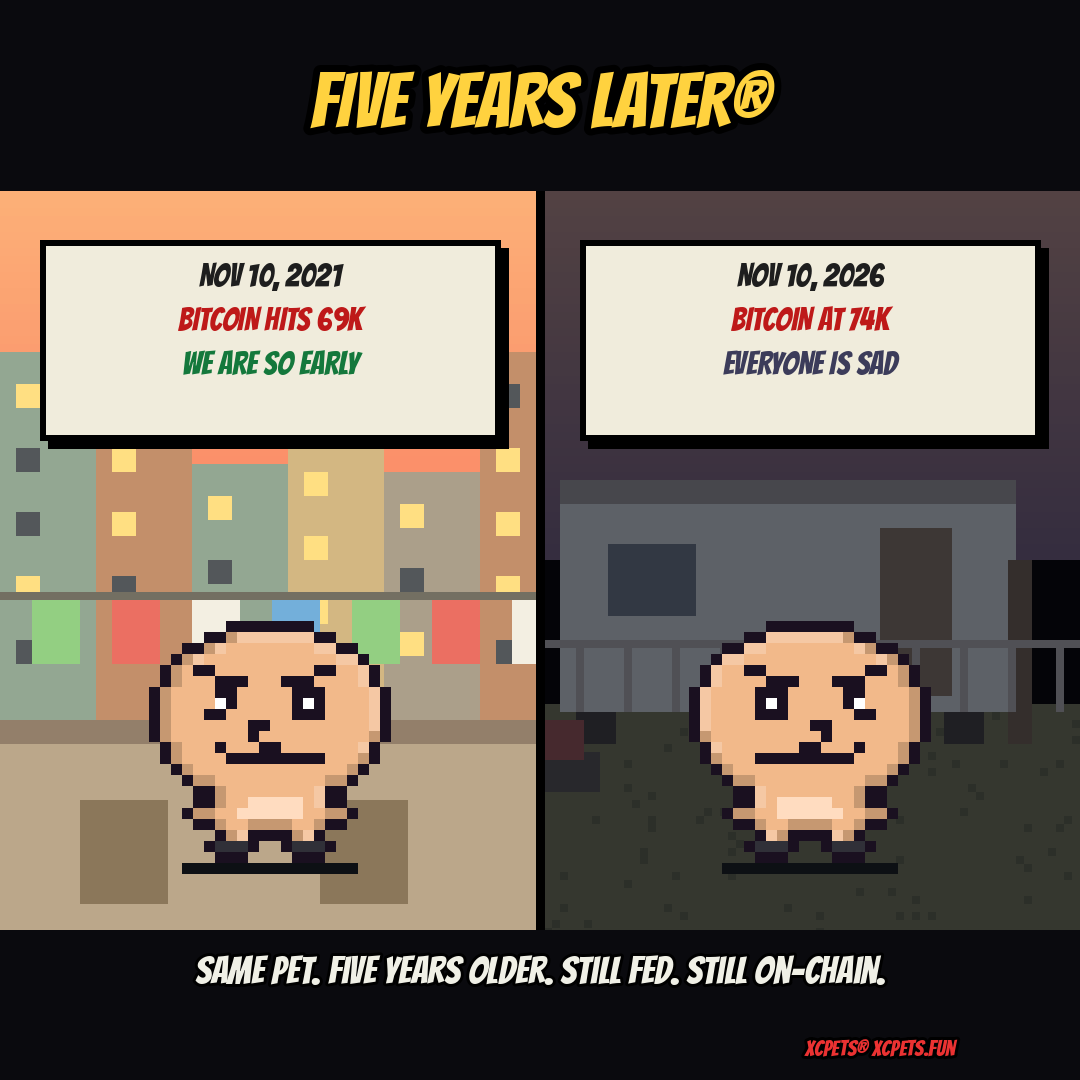 FIVE YEARS LATER®
NOV 10, 2021
BITCOIN HITS 69K
WE ARE SO EARLY
NOV 10, 2026
BITCOIN AT 74K
EVERYONE IS SAD
SAME PET. FIVE YEARS OLDER. STILL FED. STILL ON-CHAIN.
XCPETS® XCPETS.FUN